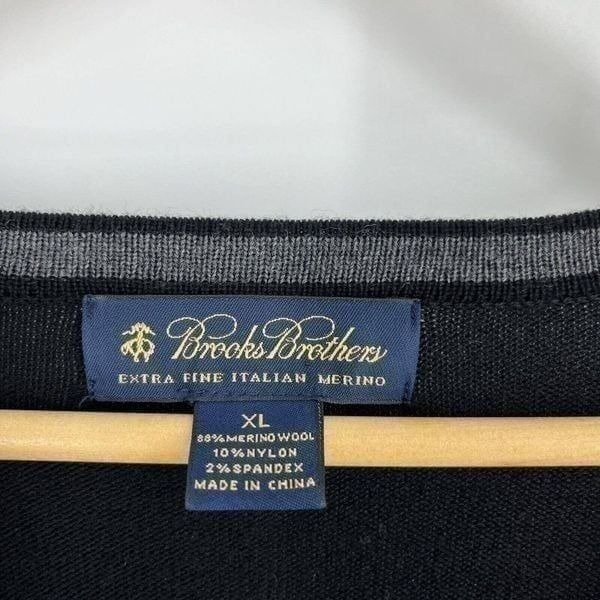 Brooks Brothers
EXTRA FINE ITALIAN MERINO
XL
88% MERINO WOOL
10% NYLON
2% SPANDEX
MADE IN CHINA